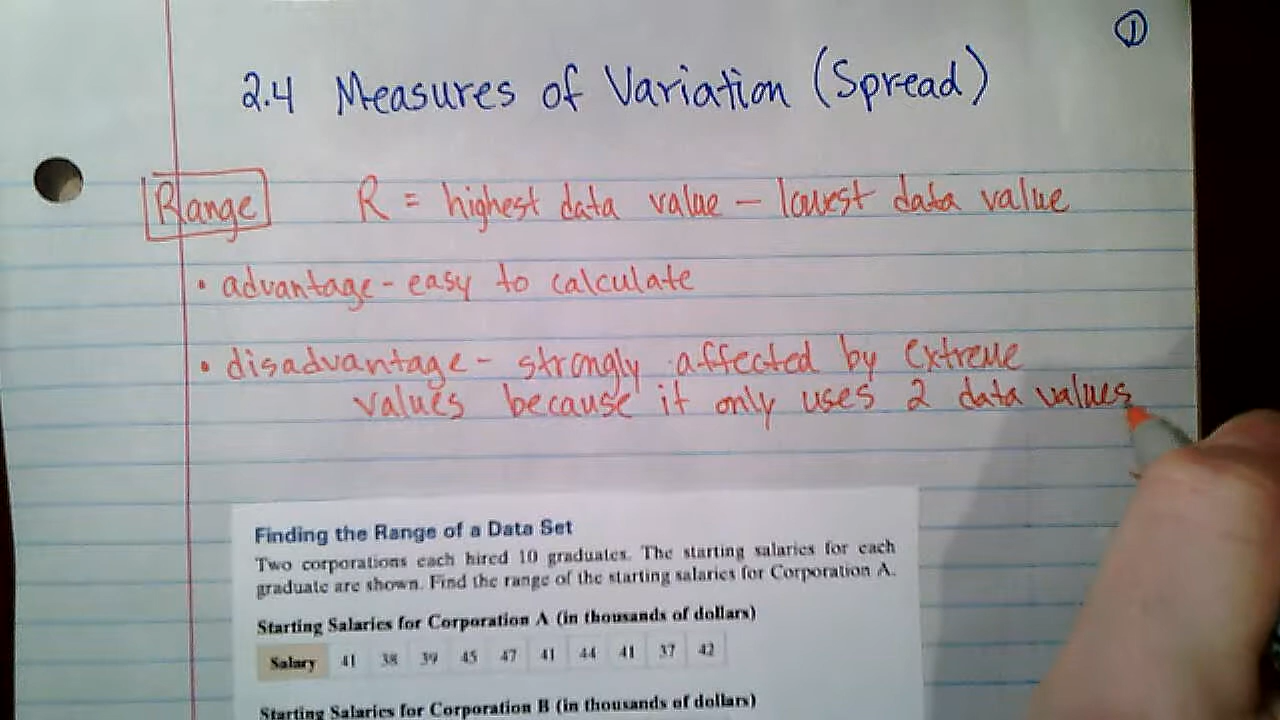 ①
2.4 Measures of Variation (Spread)
Range R = highest data value - lowest data value
• advantage - easy to calculate
• disadvantage - strongly affected by extreme
values because it only uses 2 data values
Finding the Range of a Data Set
Two corporations each hired 10 graduates. The starting salaries for each
graduate are shown. Find the range of the starting salaries for Corporation A.
Starting Salaries for Corporation A (in thousands of dollars)
Salary 41 38 39 45 47 41 44 41 37 42
Starting Salaries for Corporation B (in thousands of dollars)